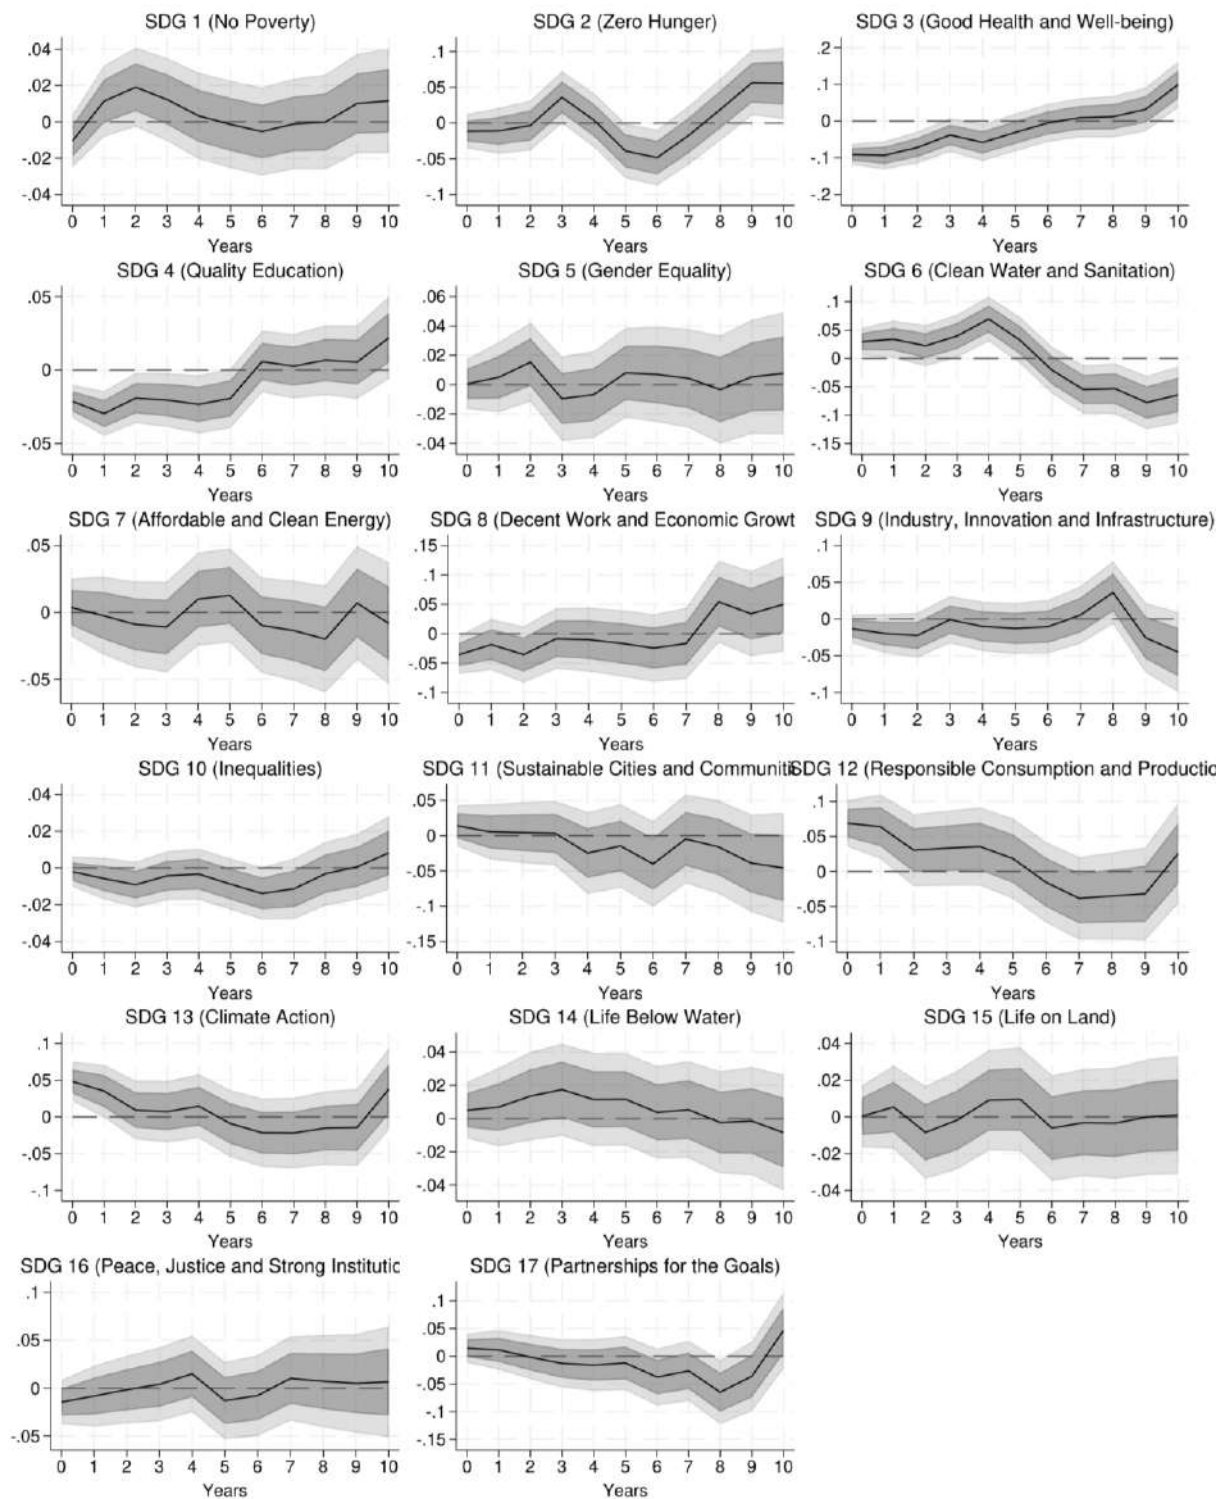 SDG 1 (No Poverty)
.04
.02
0
-.02
-.04
0 1 2 3 4 5 6 7 8 9 10
Years
SDG 2 (Zero Hunger)
.1
.05
0
-.05
-.1
0 1 2 3 4 5 6 7 8 9 10
Years
SDG 3 (Good Health and Well-being)
.2
.1
0
-.1
-.2
0 1 2 3 4 5 6 7 8 9 10
Years
SDG 4 (Quality Education)
.05
0
-.05
0 1 2 3 4 5 6 7 8 9 10
Years
SDG 5 (Gender Equality)
.06
.04
.02
0
-.02
-.04
0 1 2 3 4 5 6 7 8 9 10
Years
SDG 6 (Clean Water and Sanitation)
.1
.05
0
-.05
-.1
-.15
0 1 2 3 4 5 6 7 8 9 10
Years
SDG 7 (Affordable and Clean Energy)
.05
0
-.05
0 1 2 3 4 5 6 7 8 9 10
Years
SDG 8 (Decent Work and Economic Growt
.15
.1
.05
0
-.05
-.1
0 1 2 3 4 5 6 7 8 9 10
Years
SDG 9 (Industry, Innovation and Infrastructure)
.1
.05
0
-.05
-.1
0 1 2 3 4 5 6 7 8 9 10
Years
SDG 10 (Inequalities)
.04
.02
0
-.02
-.04
0 1 2 3 4 5 6 7 8 9 10
Years
SDG 11 (Sustainable Cities and Communiti
.05
0
-.05
-.1
-.15
0 1 2 3 4 5 6 7 8 9 10
Years
SDG 12 (Responsible Consumption and Productio
.1
.05
0
-.05
-.1
0 1 2 3 4 5 6 7 8 9 10
Years
SDG 13 (Climate Action)
.1
.05
0
-.05
-.1
0 1 2 3 4 5 6 7 8 9 10
Years
SDG 14 (Life Below Water)
.04
.02
0
-.02
-.04
0 1 2 3 4 5 6 7 8 9 10
Years
SDG 15 (Life on Land)
.04
.02
0
-.02
-.04
0 1 2 3 4 5 6 7 8 9 10
Years
SDG 16 (Peace, Justice and Strong Institutic
.1
.05
0
-.05
0 1 2 3 4 5 6 7 8 9 10
Years
SDG 17 (Partnerships for the Goals)
.1
.05
0
-.05
-.1
-.15
0 1 2 3 4 5 6 7 8 9 10
Years